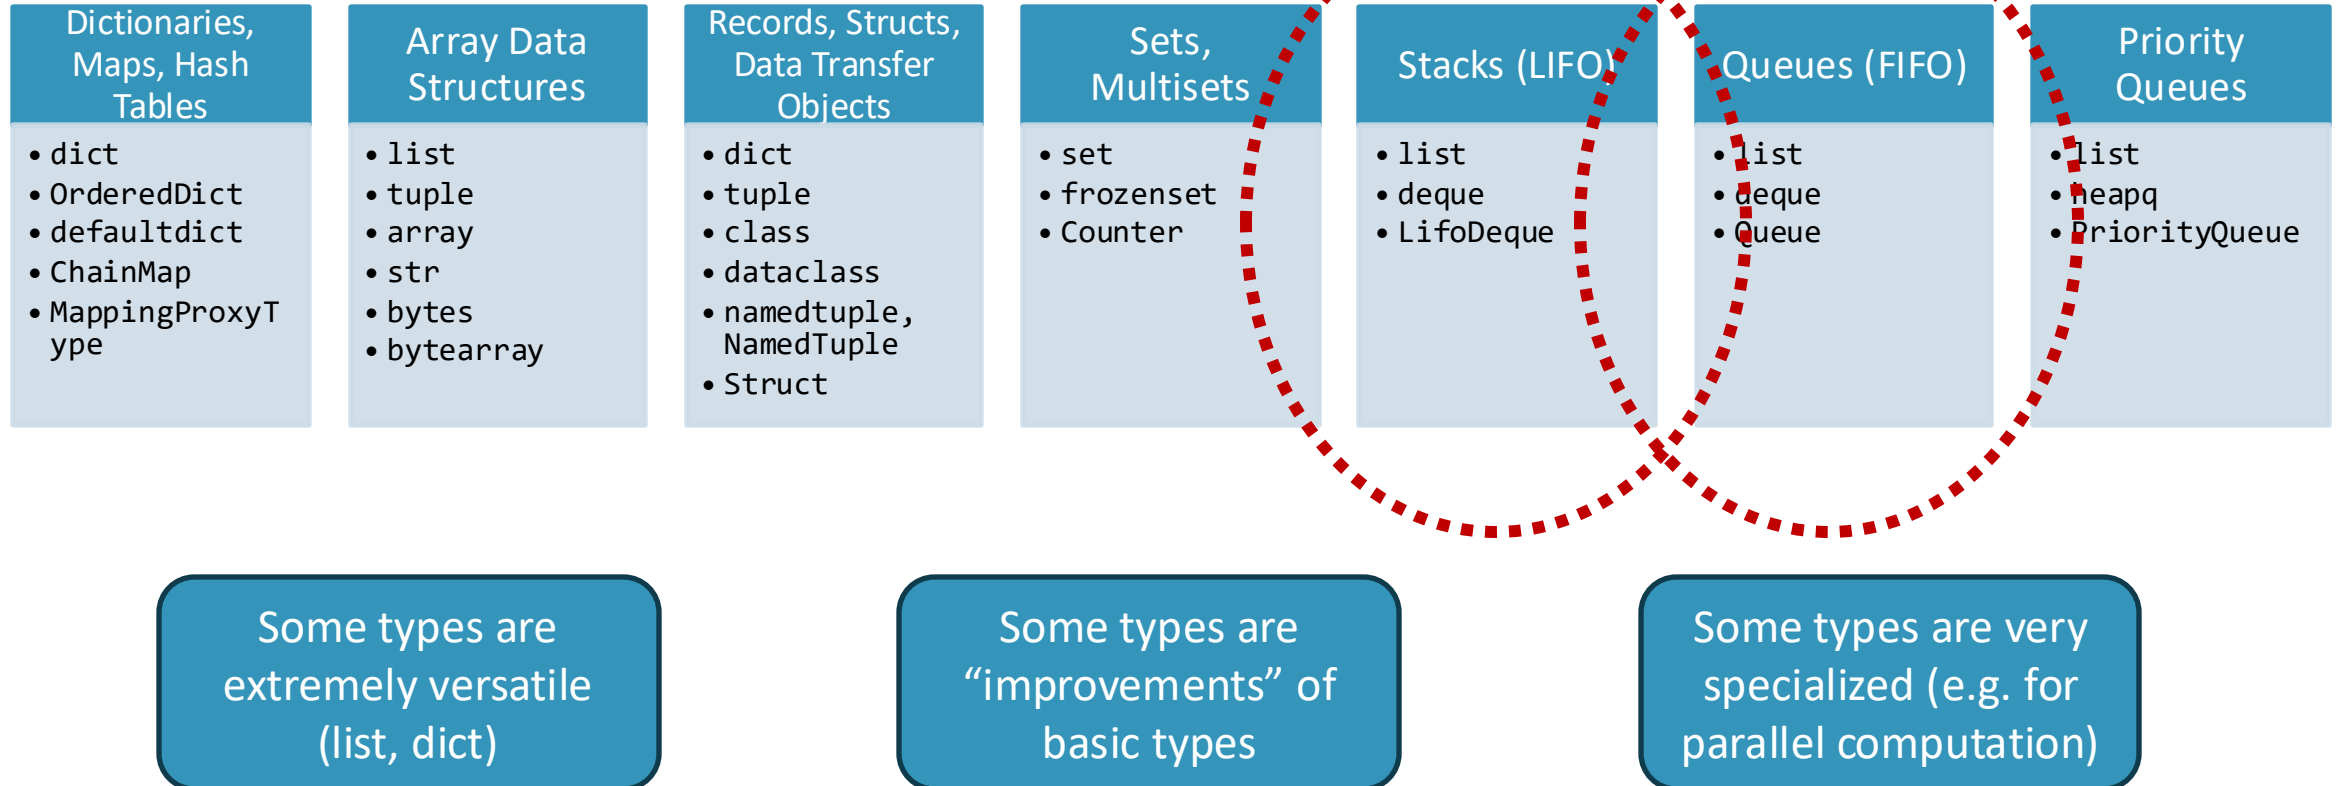 Dictionaries,
Maps, Hash
Tables
• dict
• OrderedDict
• defaultdict
• ChainMap
• MappingProxyT
ype
Array Data
Structures
• list
• tuple
• array
• str
• bytes
• bytearray
Records, Structs,
Data Transfer
Objects
• dict
• tuple
• class
• dataclass
• namedtuple,
NamedTuple
• Struct
Sets,
Multisets
• set
• frozenset
• Counter
Stacks (LIFO)
• list
• deque
• LifoDeque
Queues (FIFO)
• list
• deque
• Queue
Priority
Queues
• list
• heapq
• PriorityQueue
Some types are
extremely versatile
(list, dict)
Some types are
“improvements” of
basic types
Some types are very
specialized (e.g. for
parallel computation)